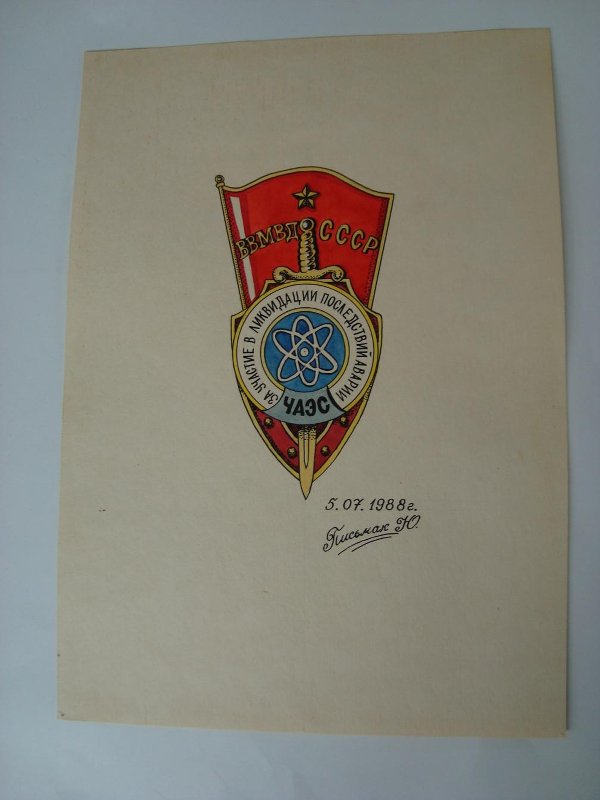 ВВМВД СССР
ЗА УЧАСТИЕ В ЛИКВИДАЦИИ ПОСЛЕДСТВИЙ АВАРИИ
ЧАЭС
5.07.1988г.
Письмак Ю.